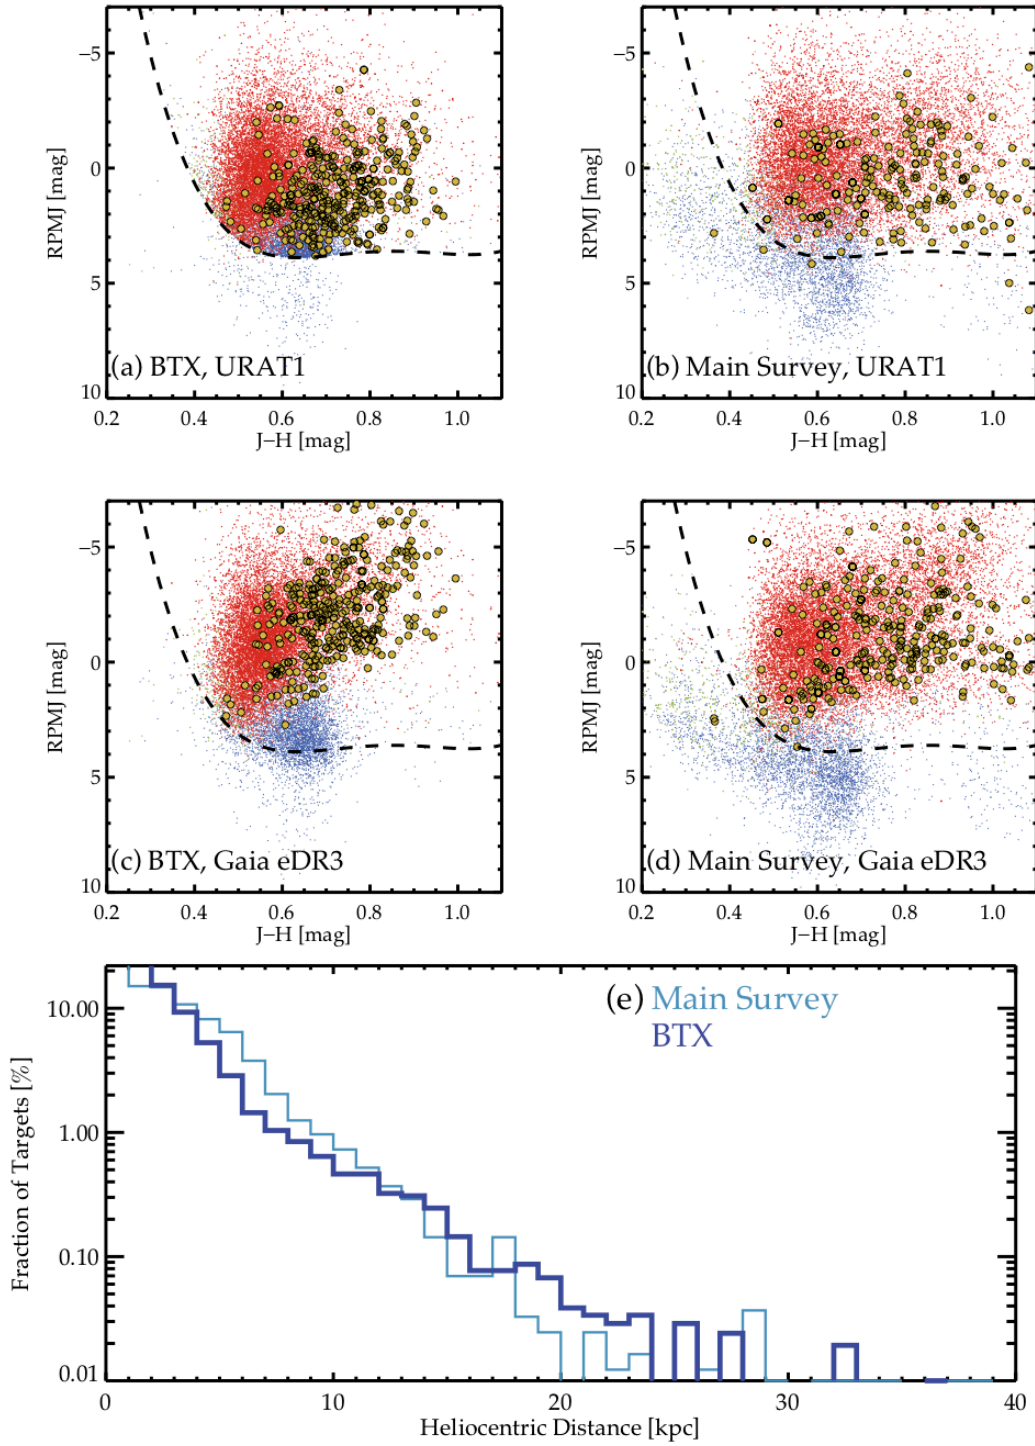 −5
0
5
10
RPMJ [mag]
(a) BTX, URAT1
0.2 0.4 0.6 0.8 1.0
J−H [mag]
−5
0
5
10
RPMJ [mag]
(b) Main Survey, URAT1
0.2 0.4 0.6 0.8 1.0
J−H [mag]
−5
0
5
10
RPMJ [mag]
(c) BTX, Gaia eDR3
0.2 0.4 0.6 0.8 1.0
J−H [mag]
−5
0
5
10
RPMJ [mag]
(d) Main Survey, Gaia eDR3
0.2 0.4 0.6 0.8 1.0
J−H [mag]
(e) Main Survey
BTX
10.00
1.00
0.10
0.01
Fraction of Targets [%]
0 10 20 30 40
Heliocentric Distance [kpc]